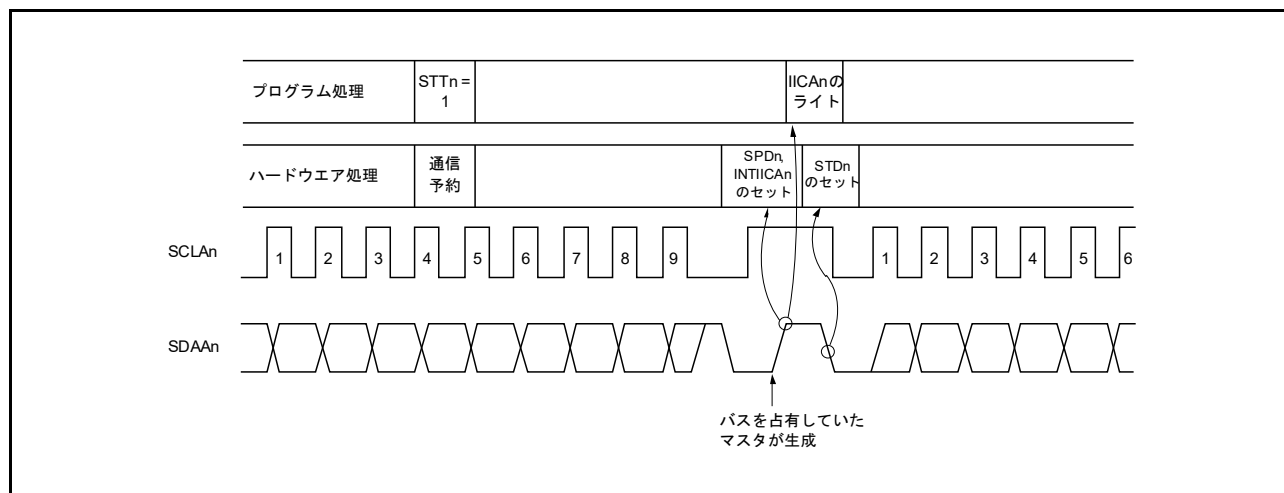 プログラム処理
STTn =
1
IICAnの
ライト
ハードウエア処理
通信
予約
SPDn,
INTIICAn
のセット
STDn
のセット
SCLAn
1 2 3 4 5 6 7 8 9 1 2 3 4 5 6
SDAAn
バスを占有していた
マスタが生成